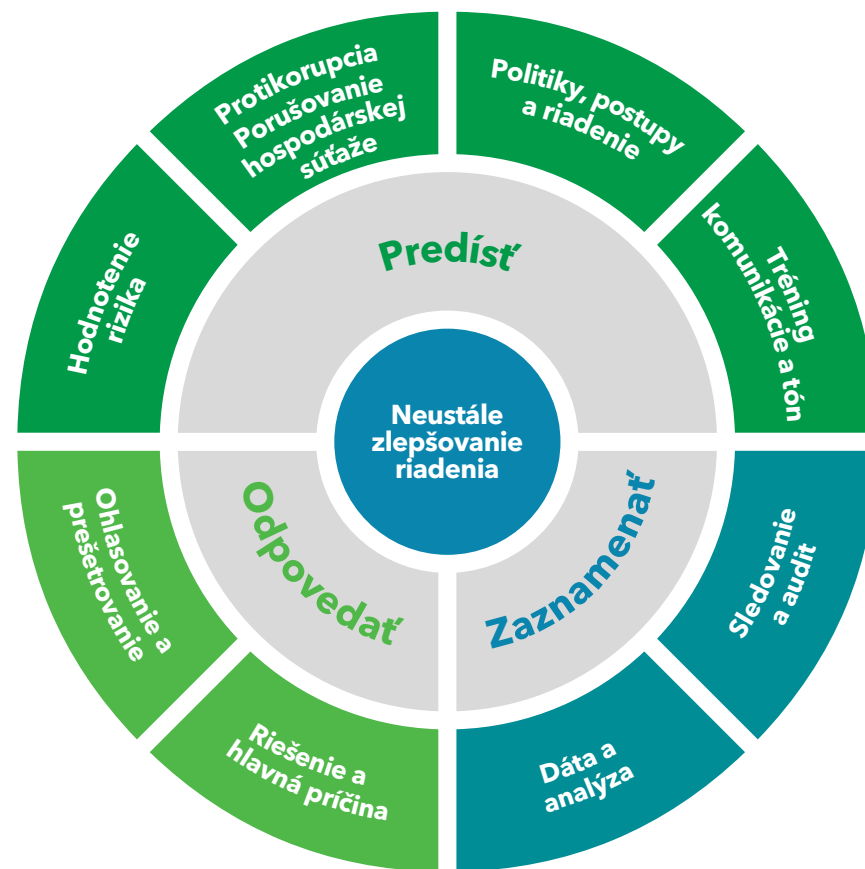 Protikorupcia
Porušovanie
hospodárskej
súťaže
Politiky, postupy
a riadenie
Hodnotenie
rizika
Tréning
komunikácie a tón
Predísť
Neustále
zlepšovanie
riadenia
Odpovedať
Zaznamenať
Ohlasovanie a
prešetrovanie
Sledovanie
a audit
Riešenie a
hlavná príčina
Dáta a
analýza